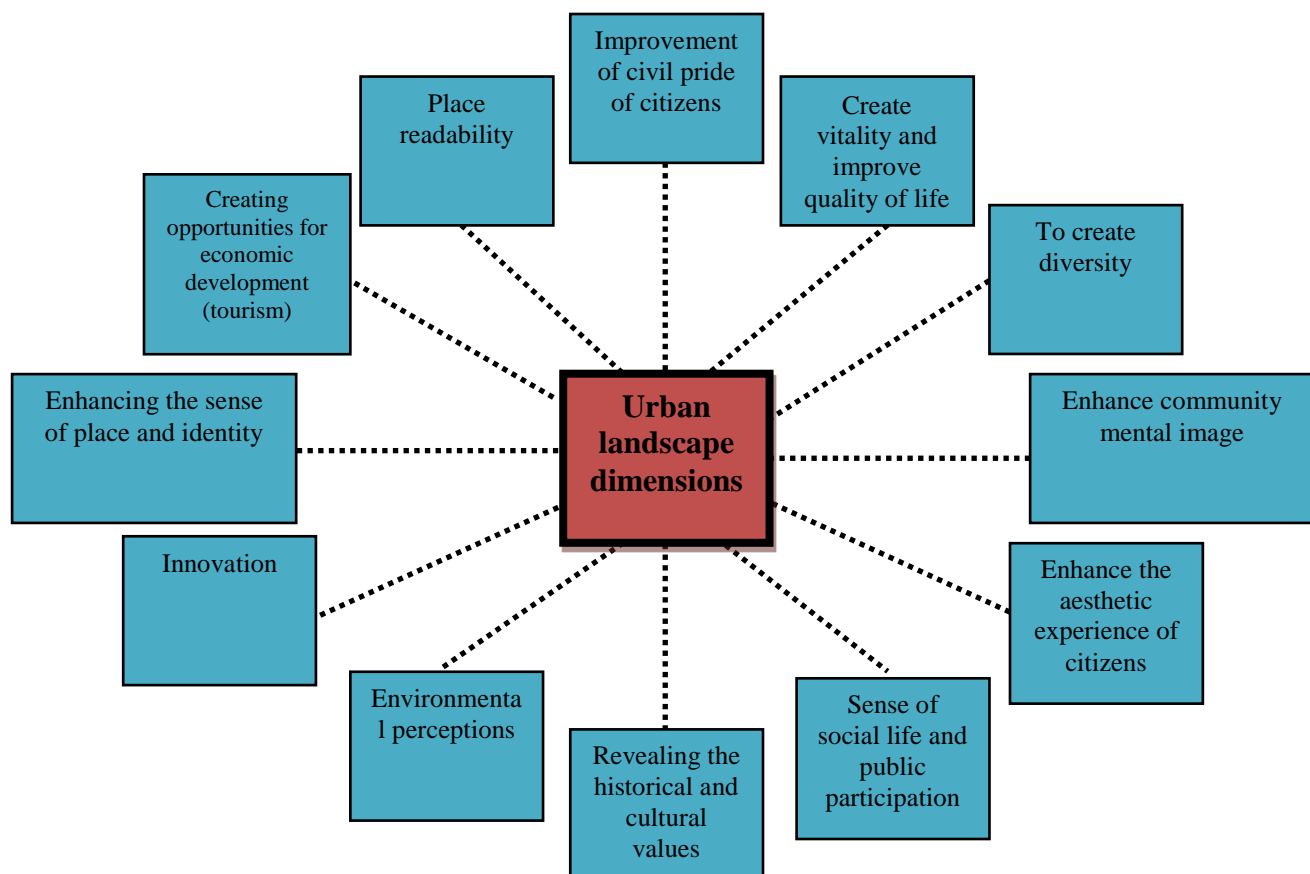 Improvement
of civil pride
of citizens
Place
readability
Create
vitality and
improve
quality of life
Creating
opportunities for
economic
development
(tourism)
To create
diversity
Urban
landscape
dimensions
Enhancing the sense
of place and identity
Enhance community
mental image
Innovation
Enhance the
aesthetic
experience of
citizens
Environmenta
l perceptions
Sense of
social life and
public
participation
Revealing the
historical and
cultural
values